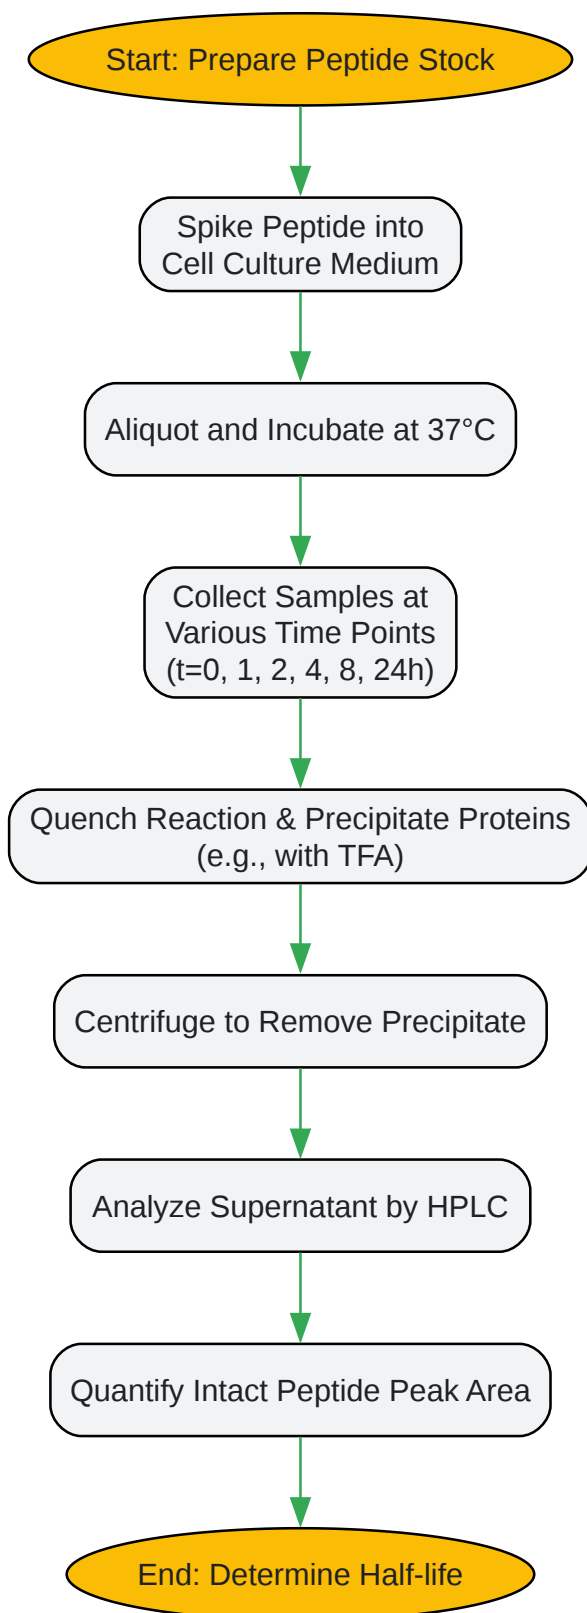 Start: Prepare Peptide Stock
Spike Peptide into
Cell Culture Medium
Aliquot and Incubate at 37°C
Collect Samples at
Various Time Points
(t=0, 1, 2, 4, 8, 24h)
Quench Reaction & Precipitate Proteins
(e.g., with TFA)
Centrifuge to Remove Precipitate
Analyze Supernatant by HPLC
Quantify Intact Peptide Peak Area
End: Determine Half-life